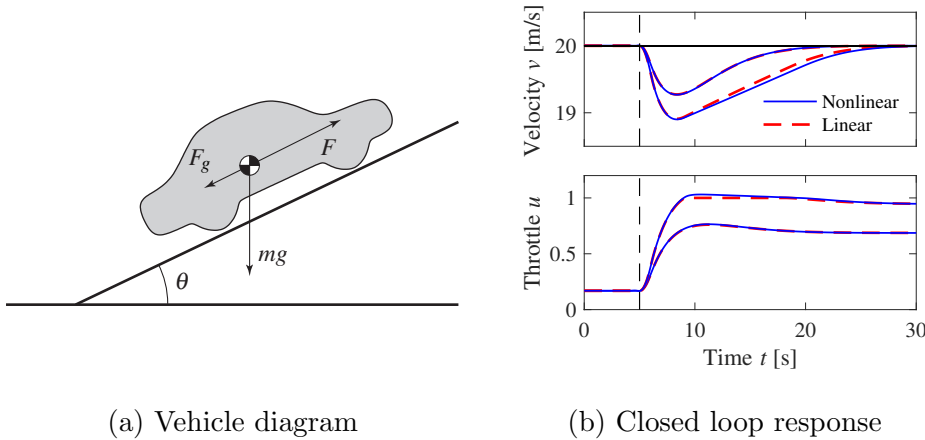 F_g
F
mg
θ
(a) Vehicle diagram
Velocity v [m/s]
20
19
Nonlinear
Linear
Throttle u
1
0.5
0
0
10
20
30
Time t [s]
(b) Closed loop response